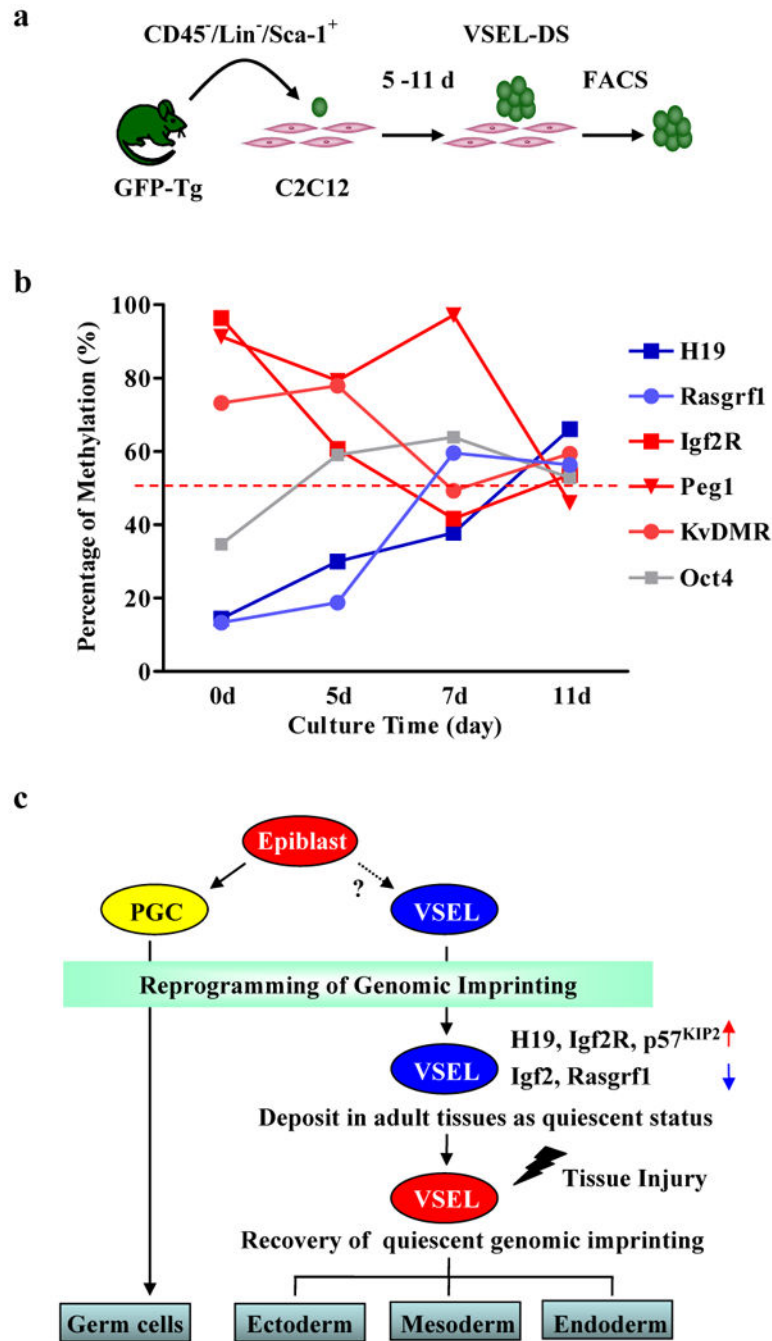 a
CD45⁻/Lin⁻/Sca-1⁺
VSEL-DS
5 -11 d
FACS
GFP-Tg
C2C12
b
Percentage of Methylation (%)
100
80
60
40
20
0
0d 5d 7d 11d
Culture Time (day)
H19
Rasgrf1
Igf2R
Peg1
KvDMR
Oct4
c
Epiblast
?
PGC
VSEL
Reprogramming of Genomic Imprinting
VSEL
H19, Igf2R, p57ᴷᴵᴾ²
Igf2, Rasgrf1
Deposit in adult tissues as quiescent status
VSEL
Tissue Injury
Recovery of quiescent genomic imprinting
Germ cells
Ectoderm
Mesoderm
Endoderm